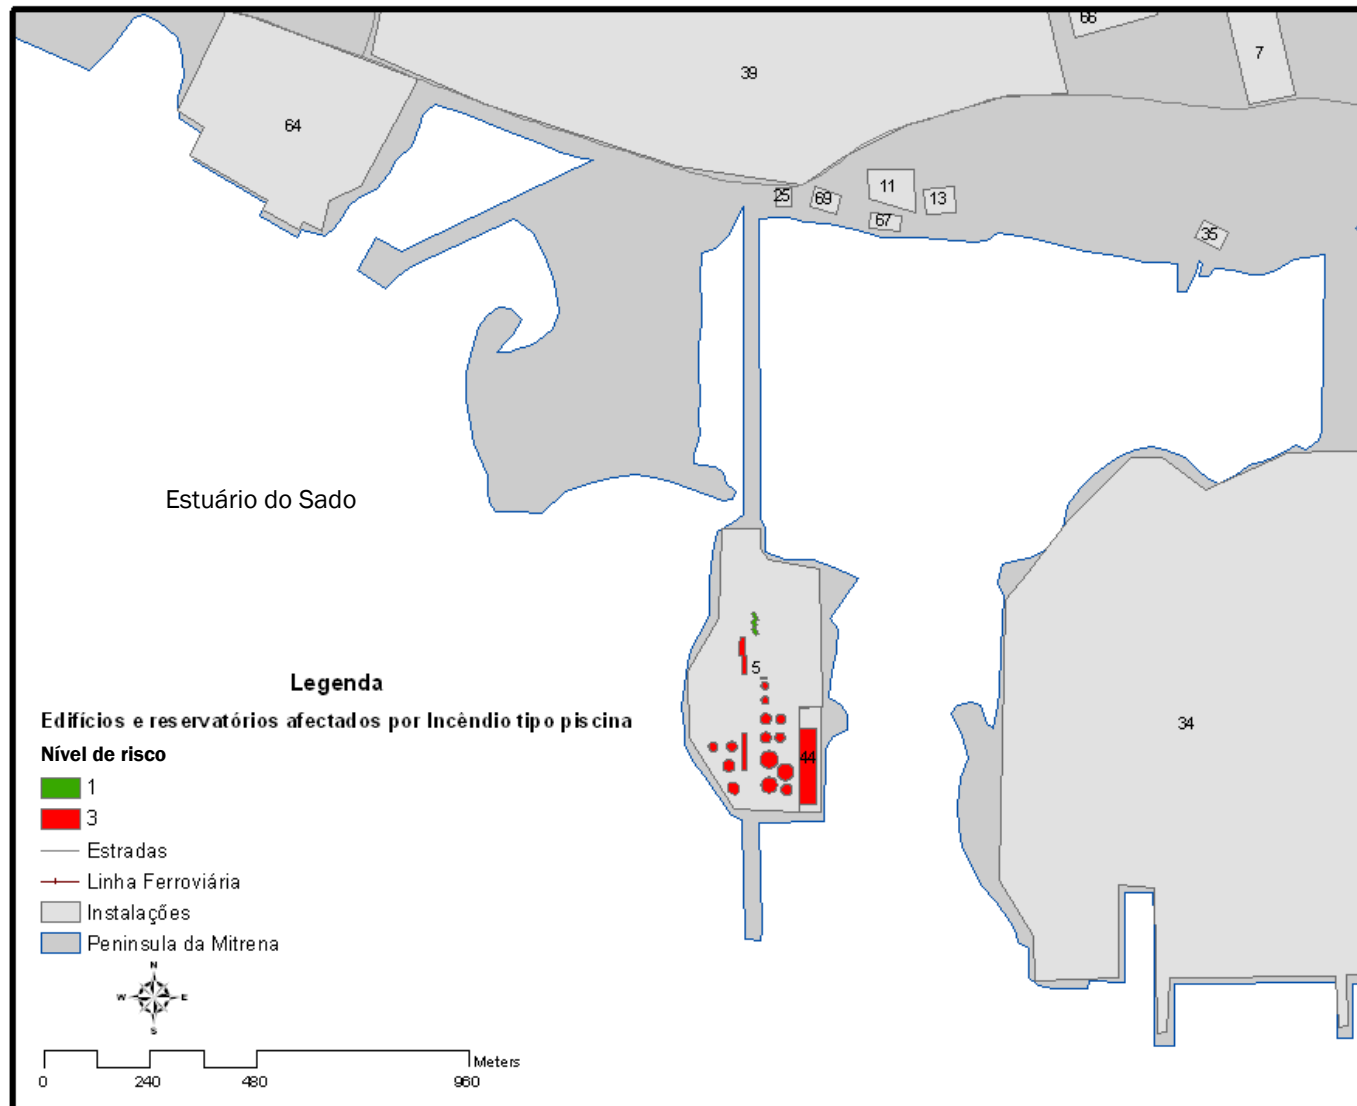 66
7
39
64
11
25
69
13
67
35
Estuário do Sado
5
34
44
Legenda
Edifícios e reservatórios afectados por Incêndio tipo piscina
Nível de risco
1
3
Estradas
Linha Ferroviária
Instalações
Peninsula da Mitrena
N
W E
S
Meters
0 240 480 960